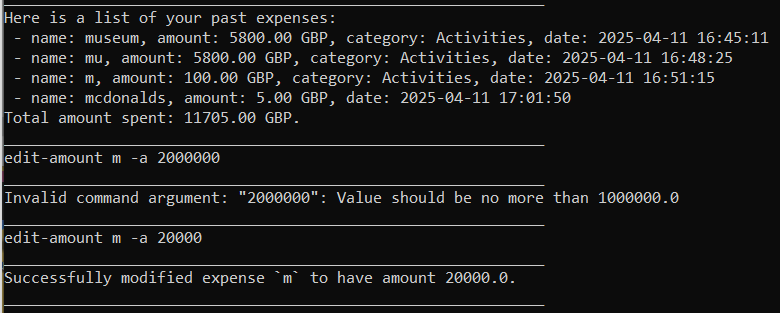 Here is a list of your past expenses:
- name: museum, amount: 5800.00 GBP, category: Activities, date: 2025-04-11 16:45:11
- name: mu, amount: 5800.00 GBP, category: Activities, date: 2025-04-11 16:48:25
- name: m, amount: 100.00 GBP, category: Activities, date: 2025-04-11 16:51:15
- name: mcdonalds, amount: 5.00 GBP, date: 2025-04-11 17:01:50
Total amount spent: 11705.00 GBP.
edit-amount m -a 2000000
Invalid command argument: "2000000": Value should be no more than 1000000.0
edit-amount m -a 20000
Successfully modified expense `m` to have amount 20000.0.